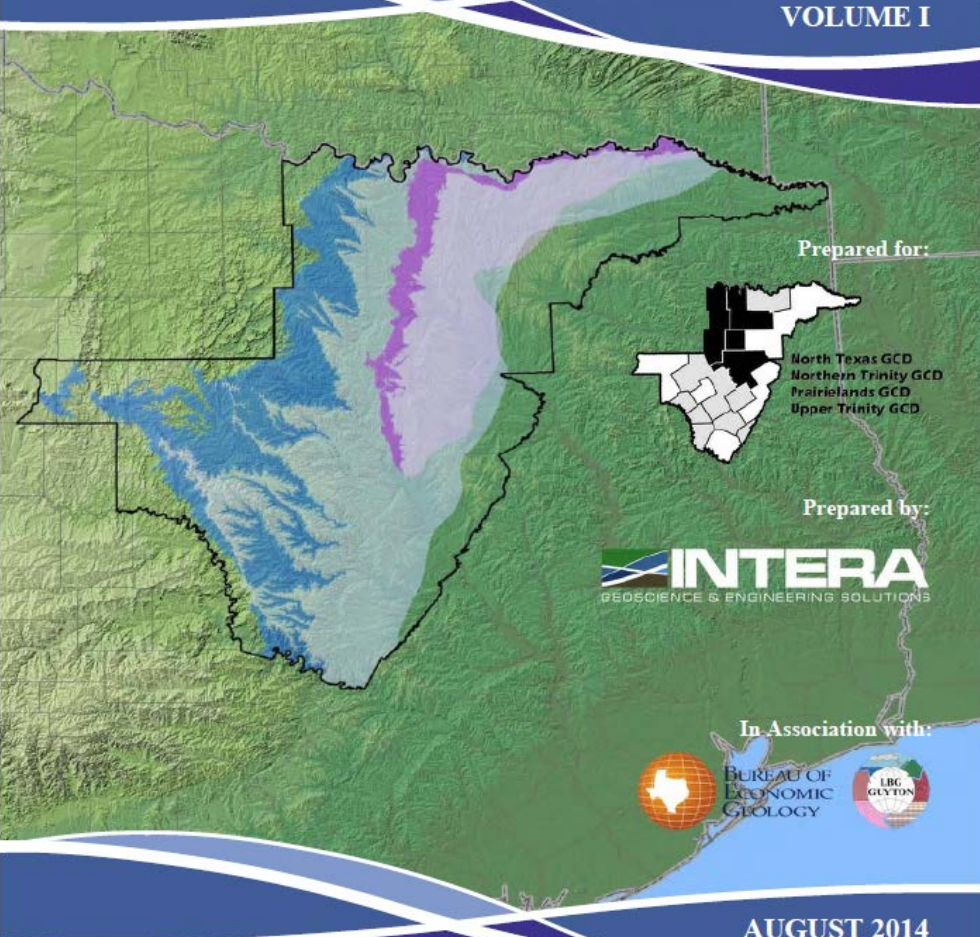 VOLUME I
Prepared for:
North Texas GCD
Northern Trinity GCD
Prairielands GCD
Upper Trinity GCD
Prepared by:
INTERA
GEOSCIENCE & ENGINEERING SOLUTIONS
In Association with:
BUREAU OF
ECONOMIC
GEOLOGY
LBG
GUYTON
AUGUST 2014